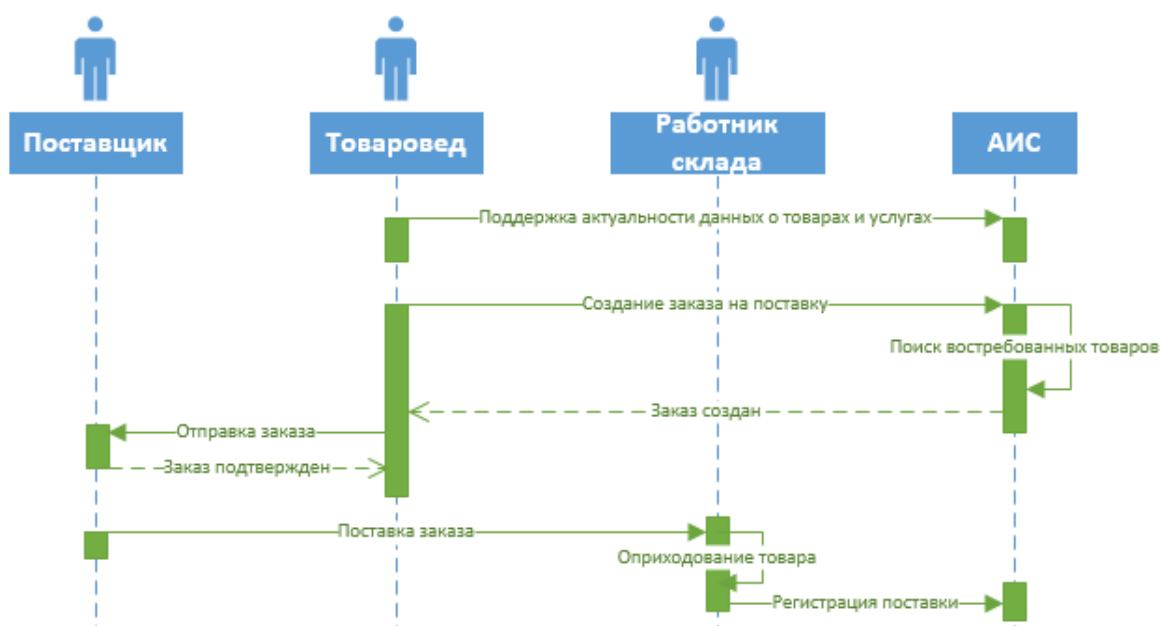 Поставщик
Товаровед
Работник
склада
АИС
Поддержка актуальности данных о товарах и услугах
Создание заказа на поставку
Поиск востребованных товаров
Заказ создан
Отправка заказа
Заказ подтвержден
Поставка заказа
Оприходование товара
Регистрация поставки